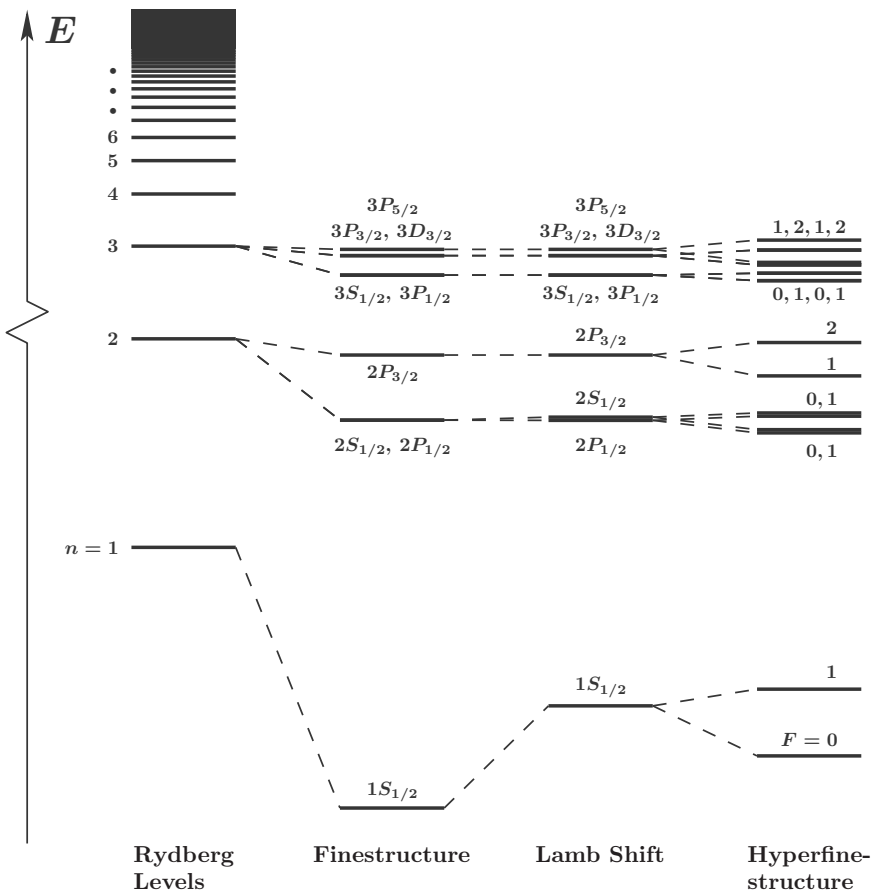 E
6
5
4
3
2
n = 1
3P5/2
3P3/2, 3D3/2
3S1/2, 3P1/2
2P3/2
2S1/2, 2P1/2
1S1/2
3P5/2
3P3/2, 3D3/2
3S1/2, 3P1/2
2P3/2
2S1/2
2P1/2
1S1/2
1, 2, 1, 2
0, 1, 0, 1
2
1
0, 1
0, 1
1
F = 0
Rydberg
Levels
Finestructure
Lamb Shift
Hyperfine-
structure